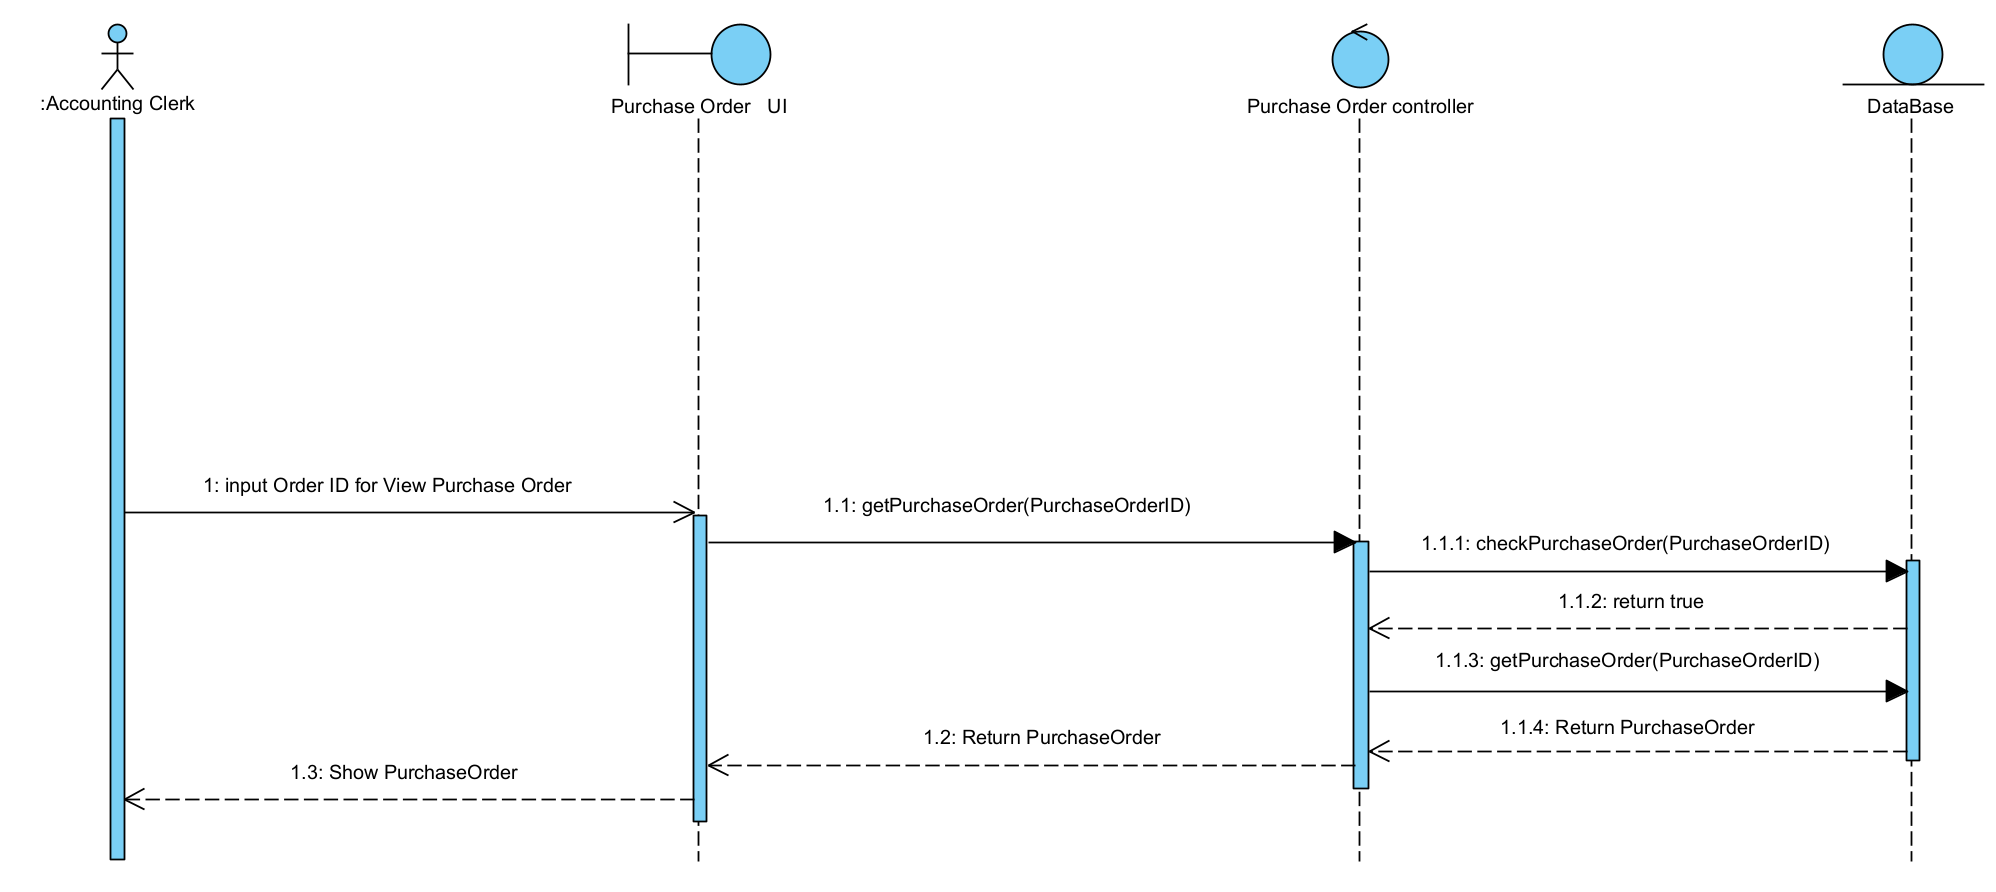 :Accounting Clerk
Purchase Order UI
Purchase Order controller
DataBase
1: input Order ID for View Purchase Order
1.1: getPurchaseOrder(PurchaseOrderID)
1.1.1: checkPurchaseOrder(PurchaseOrderID)
1.1.2: return true
1.1.3: getPurchaseOrder(PurchaseOrderID)
1.1.4: Return PurchaseOrder
1.2: Return PurchaseOrder
1.3: Show PurchaseOrder